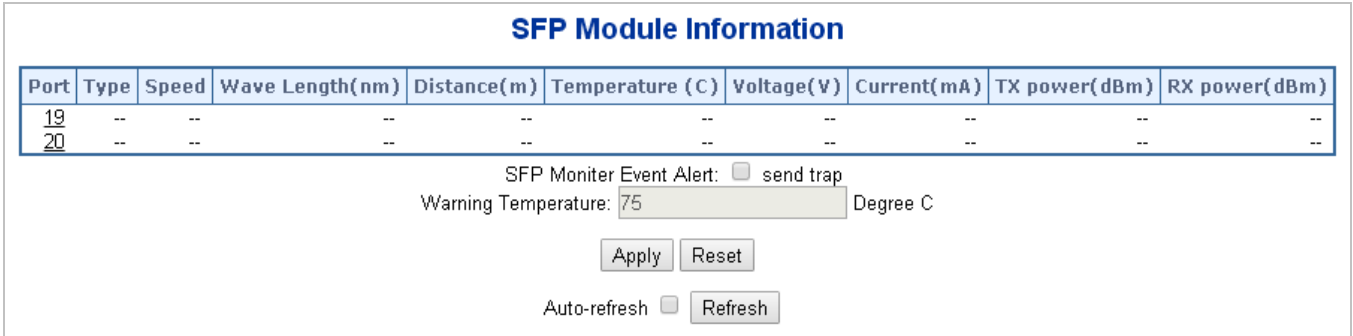 SFP Module Information
Port Type Speed Wave Length(nm) Distance(m) Temperature (C) Voltage(V) Current(mA) TX power(dBm) RX power(dBm)
19 -- -- -- -- -- -- -- -- --
20 -- -- -- -- -- -- -- -- --
SFP Moniter Event Alert: send trap
Warning Temperature: 75 Degree C
Apply Reset
Auto-refresh Refresh